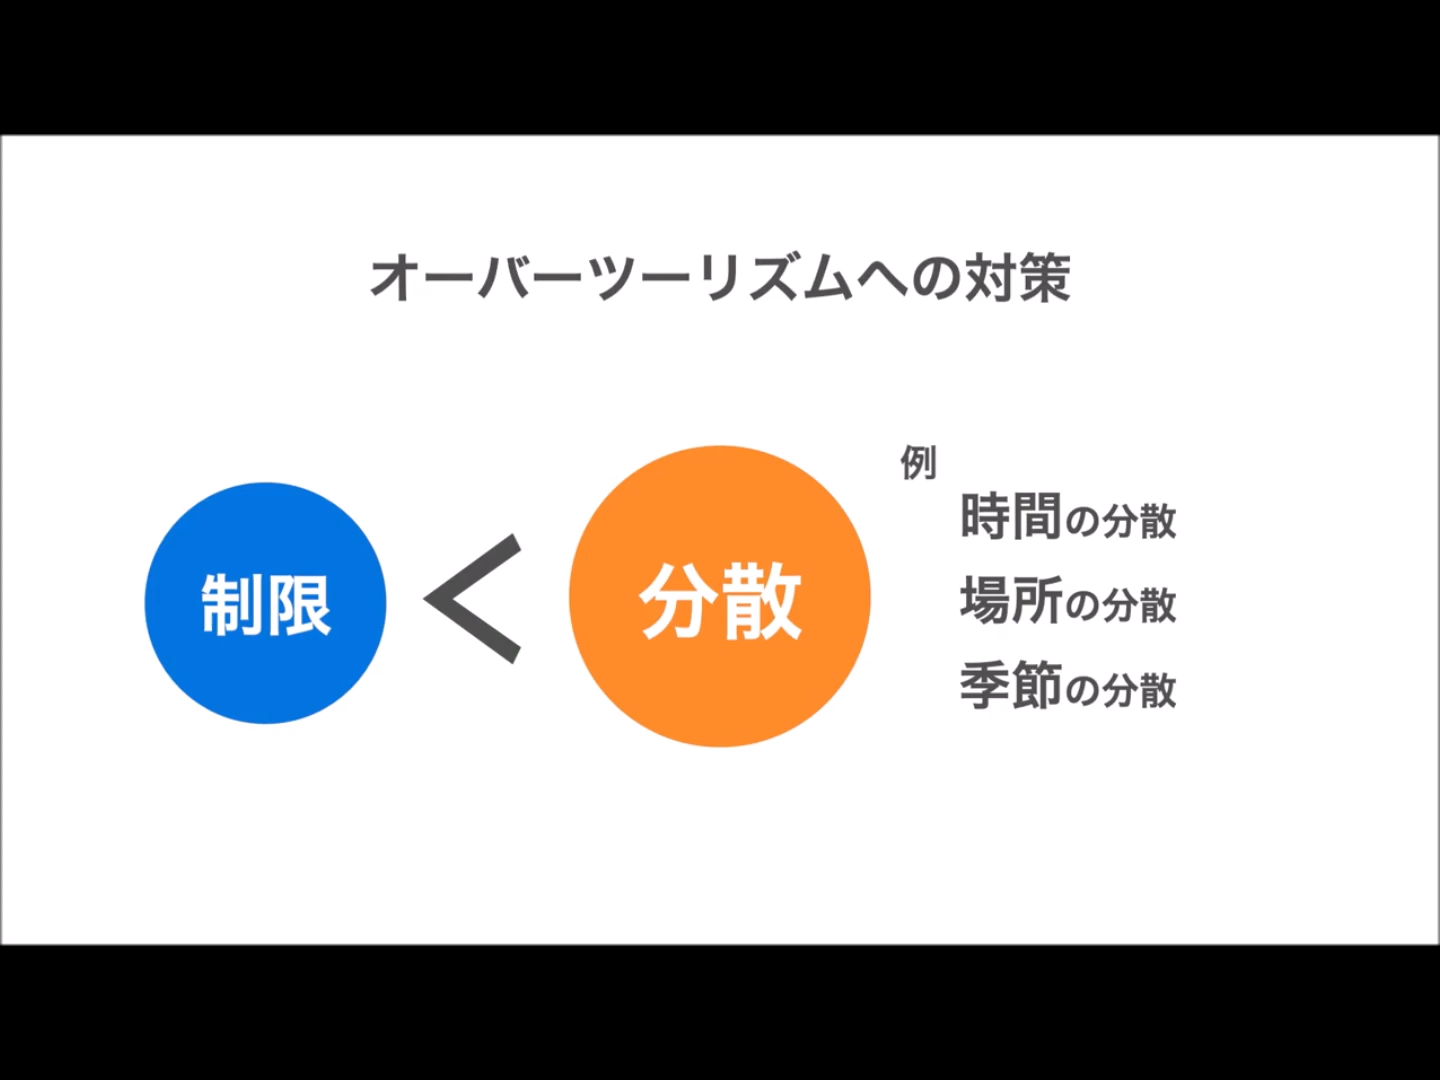 オーバーツーリズムへの対策
制限
<
分散
例
時間の分散
場所の分散
季節の分散